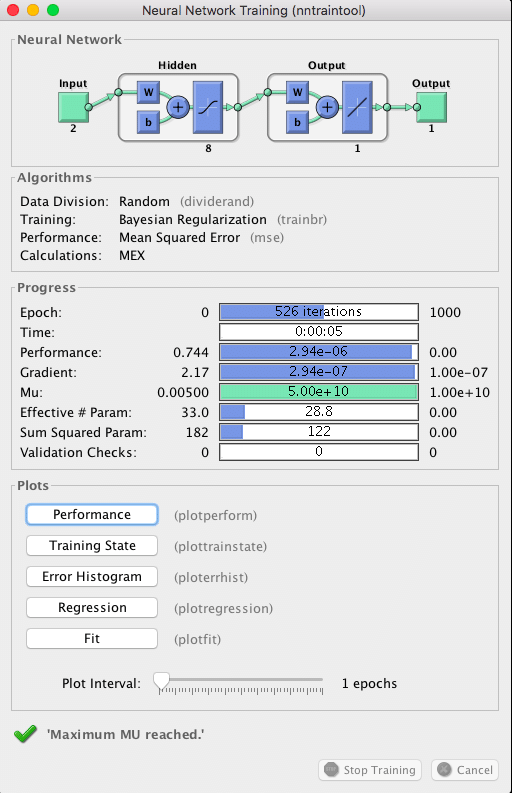 Neural Network Training (nntraintool)
Neural Network
Hidden Output
Input Output
W W
b b
2 8 1 1
Algorithms
Data Division: Random (dividerand)
Training: Bayesian Regularization (trainbr)
Performance: Mean Squared Error (mse)
Calculations: MEX
Progress
Epoch: 0 526 iterations 1000
Time: 0:00:05
Performance: 0.744 2.94e-06 0.00
Gradient: 2.17 2.94e-07 1.00e-07
Mu: 0.00500 5.00e+10 1.00e+10
Effective # Param: 33.0 28.8 0.00
Sum Squared Param: 182 122 0.00
Validation Checks: 0 0 0
Plots
Performance (plotperform)
Training State (plottrainstate)
Error Histogram (ploterrhist)
Regression (plotregression)
Fit (plotfit)
Plot Interval: 1 epochs
'Maximum MU reached.'
Stop Training Cancel